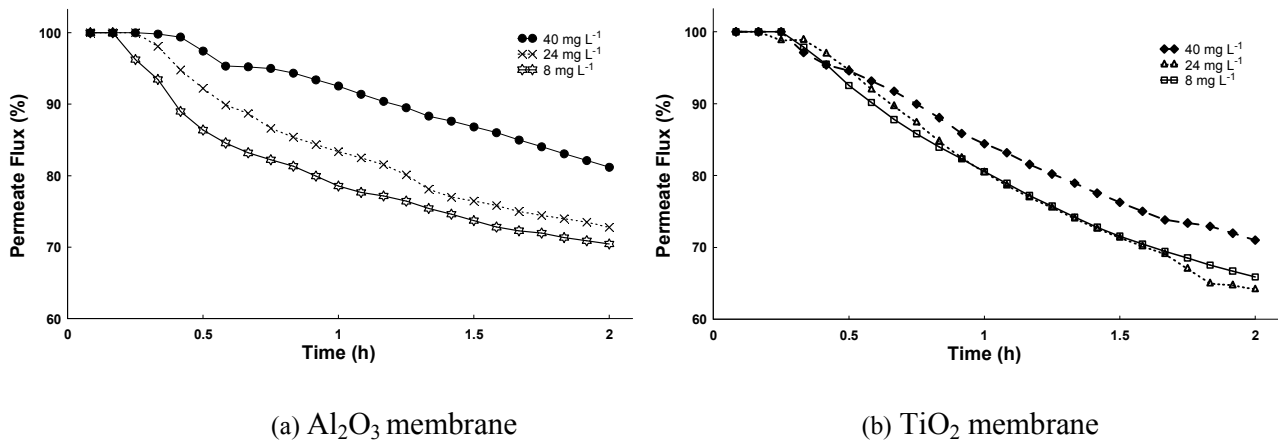 100
90
80
70
60
Permeate Flux (%)
0
0.5
1
1.5
2
Time (h)
40 mg L⁻¹
24 mg L⁻¹
8 mg L⁻¹
(a) Al₂O₃ membrane
100
90
80
70
60
Permeate Flux (%)
0
0.5
1
1.5
2
Time (h)
40 mg L⁻¹
24 mg L⁻¹
8 mg L⁻¹
(b) TiO₂ membrane